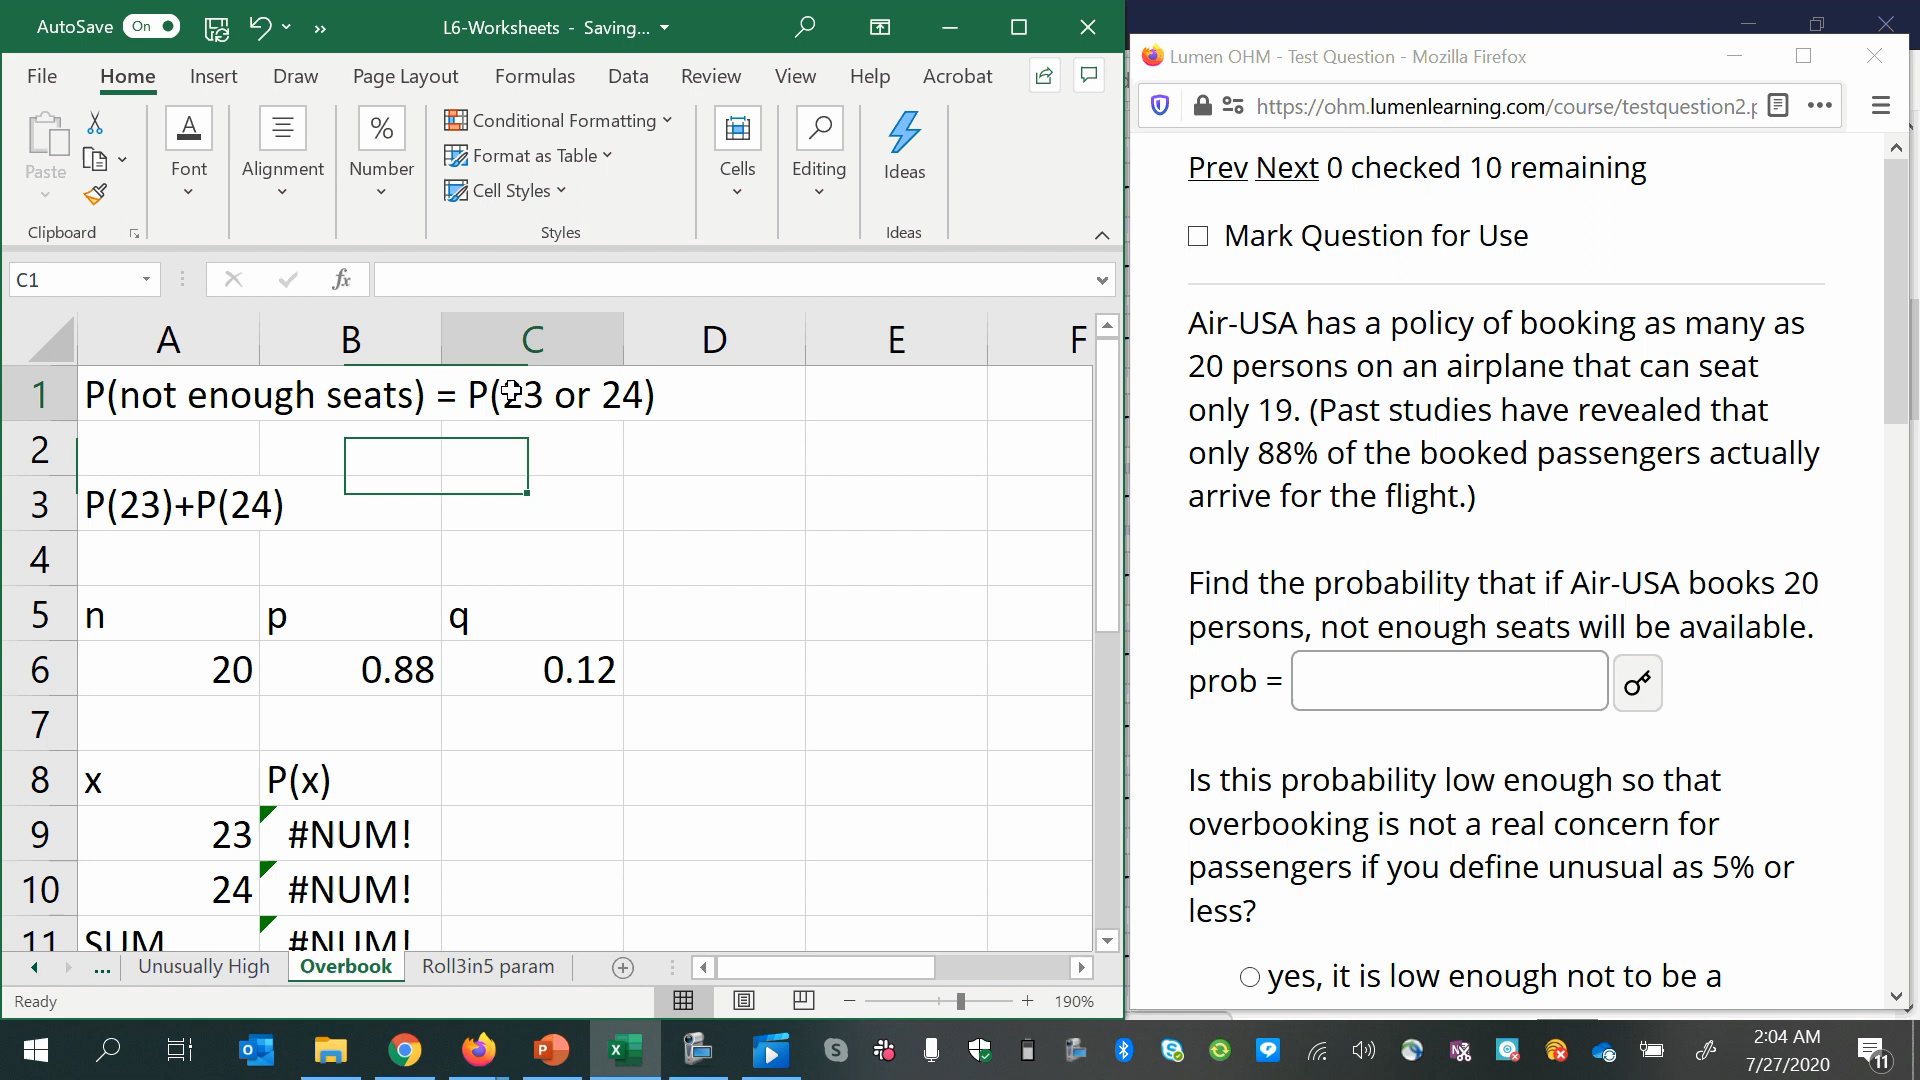 AutoSave On
L6-Worksheets - Saving...
File Home Insert Draw Page Layout Formulas Data Review View Help Acrobat
Paste
Clipboard
Font
Alignment
%
Number
Conditional Formatting
Format as Table
Cell Styles
Styles
Cells
Editing
Ideas
Ideas
C1
fx
A B C D E F
1 P(not enough seats) = P(23 or 24)
2
3 P(23)+P(24)
4
5 n p q
6 20 0.88 0.12
7
8 x P(x)
9 23 #NUM!
10 24 #NUM!
11 SUM #NUM!
... Unusually High Overbook Roll3in5 param
Ready
190%
Lumen OHM - Test Question - Mozilla Firefox
https://ohm.lumenlearning.com/course/testquestion2.p
Prev Next 0 checked 10 remaining
Mark Question for Use
Air-USA has a policy of booking as many as
20 persons on an airplane that can seat
only 19. (Past studies have revealed that
only 88% of the booked passengers actually
arrive for the flight.)
Find the probability that if Air-USA books 20
persons, not enough seats will be available.
prob =
Is this probability low enough so that
overbooking is not a real concern for
passengers if you define unusual as 5% or
less?
yes, it is low enough not to be a
2:04 AM
7/27/2020
11